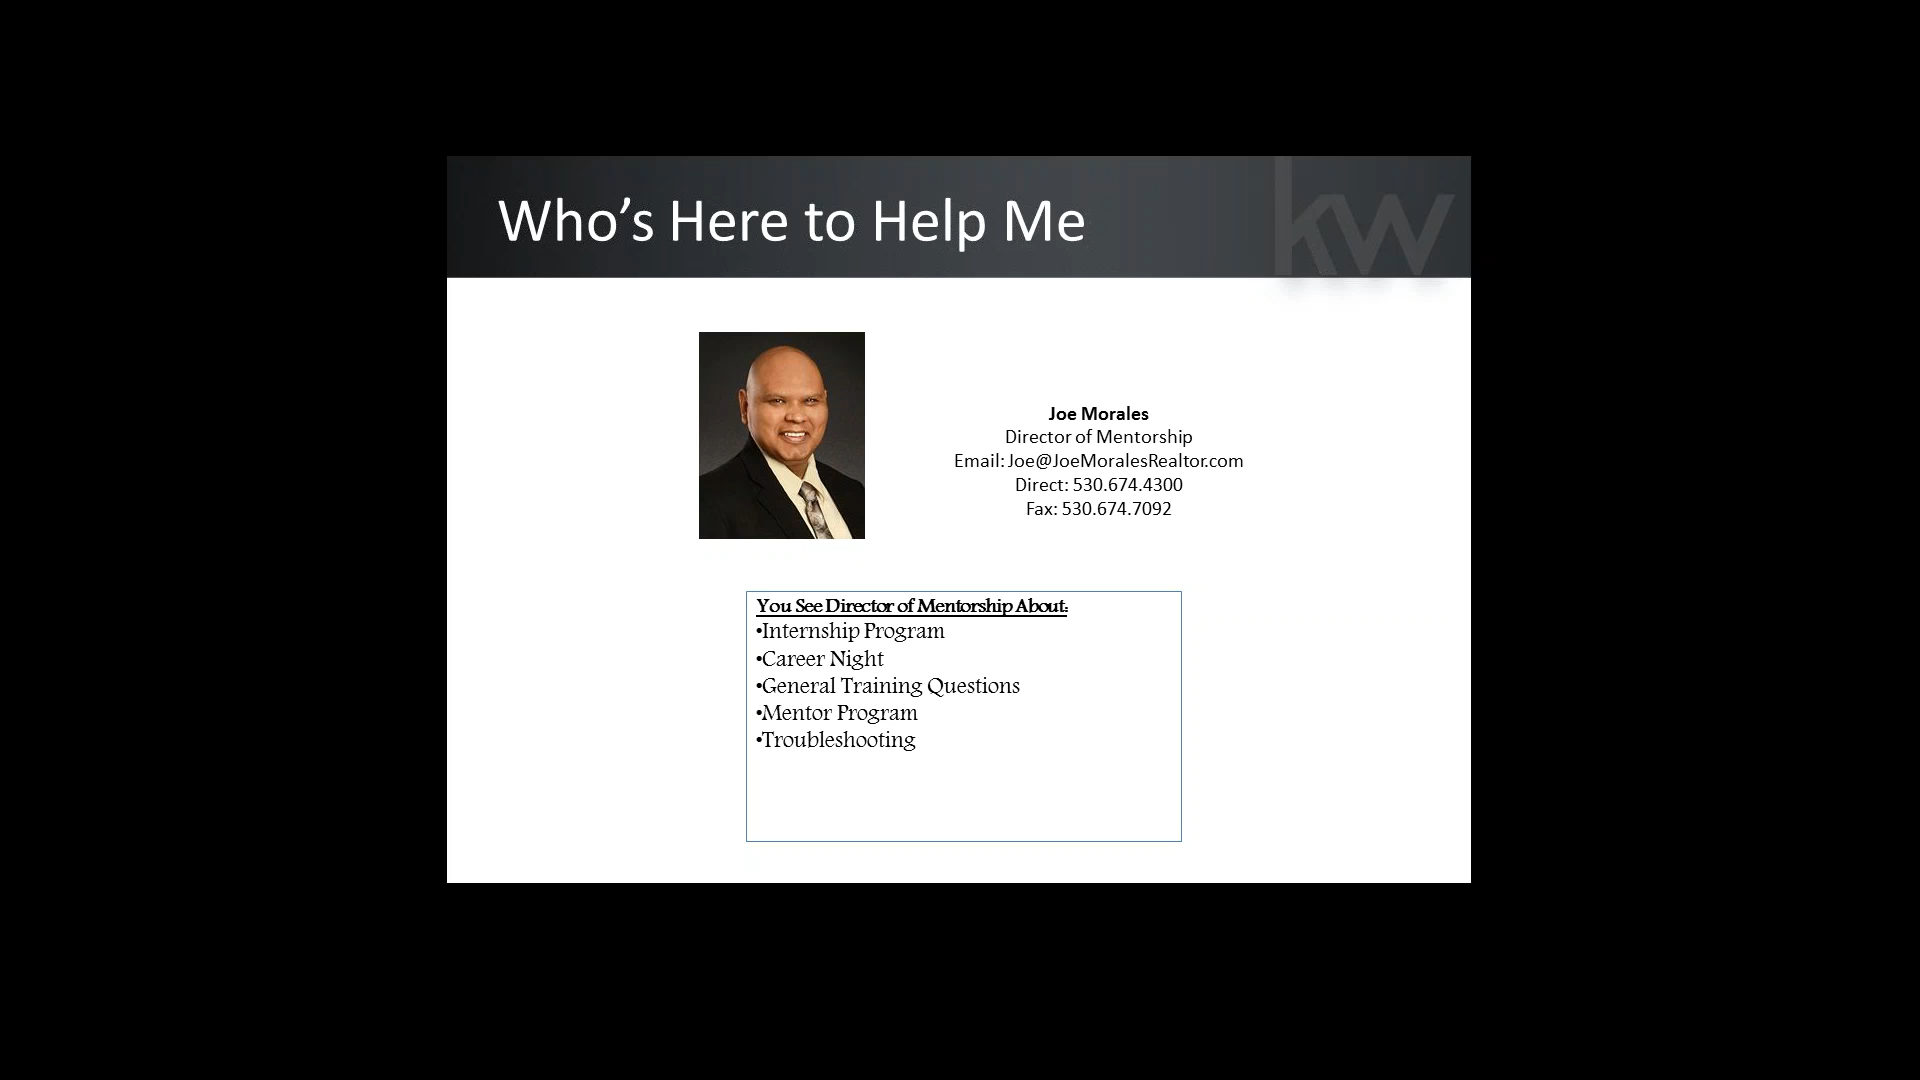 Who’s Here to Help Me
kw
Joe Morales
Director of Mentorship
Email: Joe@JoeMoralesRealtor.com
Direct: 530.674.4300
Fax: 530.674.7092
You See Director of Mentorship About:
•Internship Program
•Career Night
•General Training Questions
•Mentor Program
•Troubleshooting